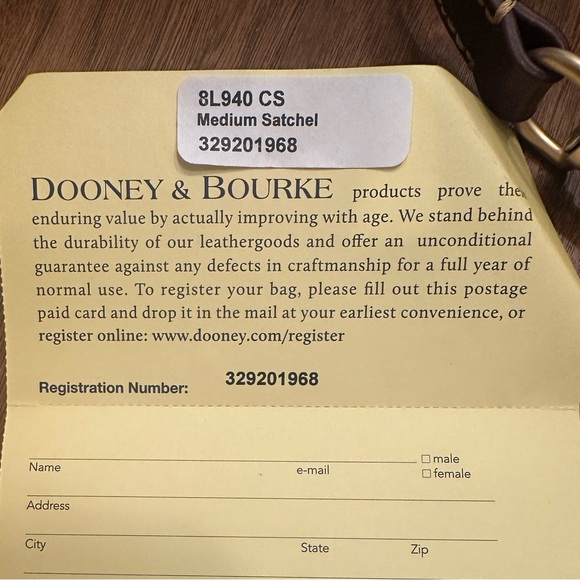 8L940 CS
Medium Satchel
329201968
DOONEY & BOURKE products prove the
enduring value by actually improving with age. We stand behind
the durability of our leathergoods and offer an unconditional
guarantee against any defects in craftmanship for a full year of
normal use. To register your bag, please fill out this postage
paid card and drop it in the mail at your earliest convenience, or
register online: www.dooney.com/register
Registration Number: 329201968
Name e-mail □ male
□ female
Address
City State Zip